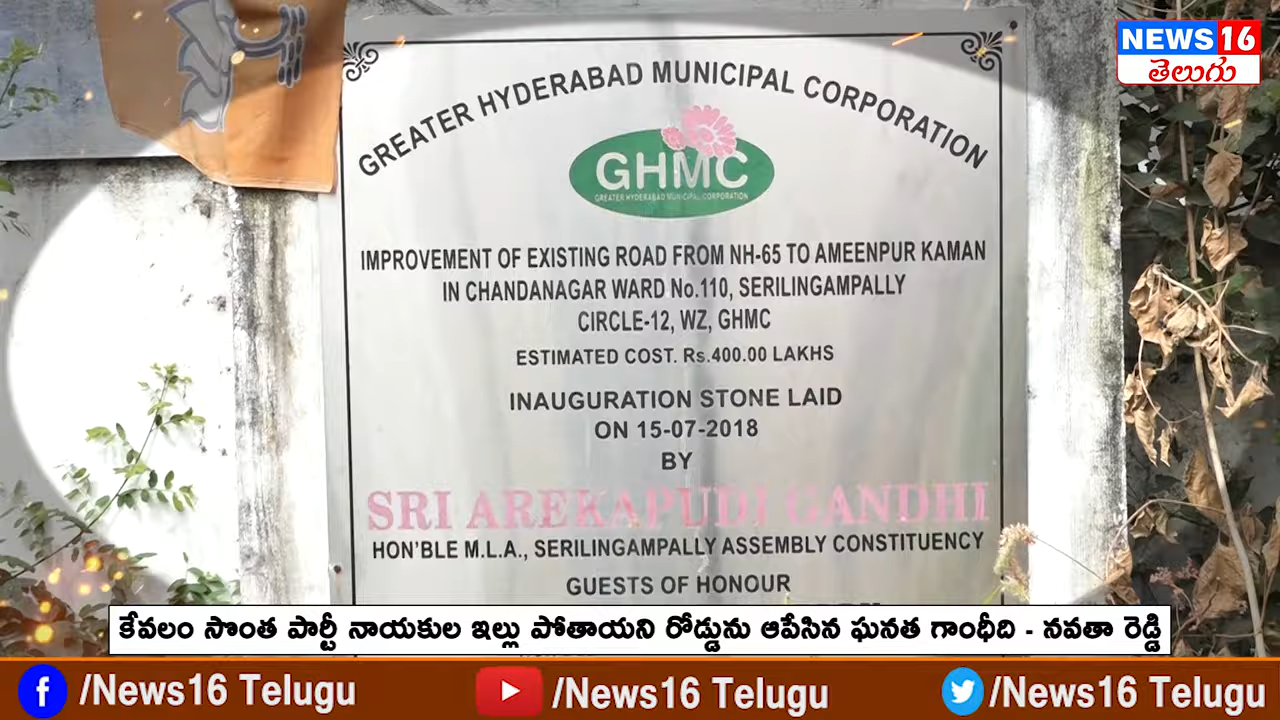 NEWS 16
తెలుగు
GREATER HYDERABAD MUNICIPAL CORPORATION
GHMC
GREATER HYDERABAD MUNICIPAL CORPORATION
IMPROVEMENT OF EXISTING ROAD FROM NH-65 TO AMEENPUR KAMAN
IN CHANDANAGAR WARD No.110, SERILINGAMPALLY
CIRCLE-12, WZ, GHMC
ESTIMATED COST. Rs.400.00 LAKHS
INAUGURATION STONE LAID
ON 15-07-2018
BY
SRI AREKAPUDI GANDHI
HON'BLE M.L.A., SERILINGAMPALLY ASSEMBLY CONSTITUENCY
GUESTS OF HONOUR
కేవలం సొంత పార్టీ నాయకుల ఇల్లు పోతాయని రోడ్డును ఆపేసిన ఘనత గాంధీది - నవతా రెడ్డి
/News16 Telugu
/News16 Telugu
/News16 Telugu